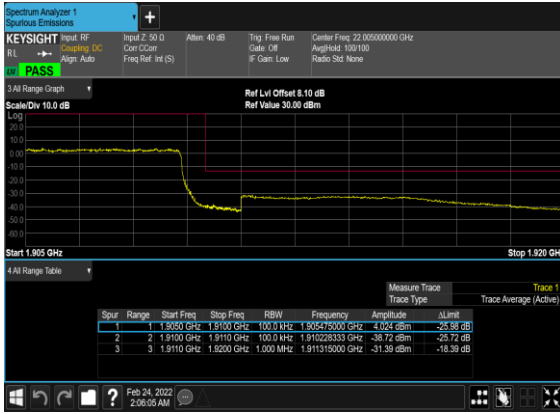 Spectrum Analyzer 1
Spurious Emissions
+
KEYSIGHT Input: RF Input Z: 50 Ω Atten: 40 dB Trig: Free Run Center Freq: 22.005000000 GHz
RL Coupling: DC Corr CCorr Gate: Off Avg|Hold: 100/100
Align: Auto Freq Ref: Int (S) IF Gain: Low Radio Std: None
PASS
3 All Range Graph
Ref Lvl Offset 8.10 dB
Scale/Div 10.0 dB Ref Value 30.00 dBm
Log
20.0
10.0
0.00
-10.0
-20.0
-30.0
-40.0
-50.0
-60.0
Start 1.905 GHz Stop 1.920 GH
4 All Range Table
Measure Trace Trace 1
Trace Type Trace Average (Active)
Spur Range Start Freq Stop Freq RBW Frequency Amplitude ΔLimit
1 1 1.9050 GHz 1.9100 GHz 100.0 kHz 1.905475000 GHz 4.024 dBm -25.98 dB
2 2 1.9100 GHz 1.9110 GHz 100.0 kHz 1.910228333 GHz -38.72 dBm -25.72 dB
3 3 1.9110 GHz 1.9200 GHz 1.000 MHz 1.911315000 GHz -31.39 dBm -18.39 dB
? Feb 24, 2022
2:06:05 AM